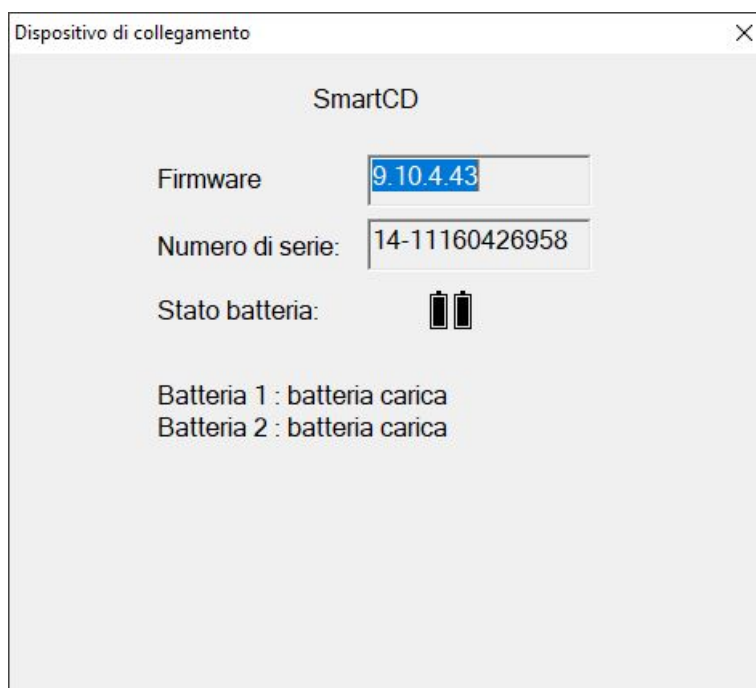 Dispositivo di collegamento
SmartCD
Firmware 9.10.4.43
Numero di serie: 14-11160426958
Stato batteria:
Batteria 1 : batteria carica
Batteria 2 : batteria carica